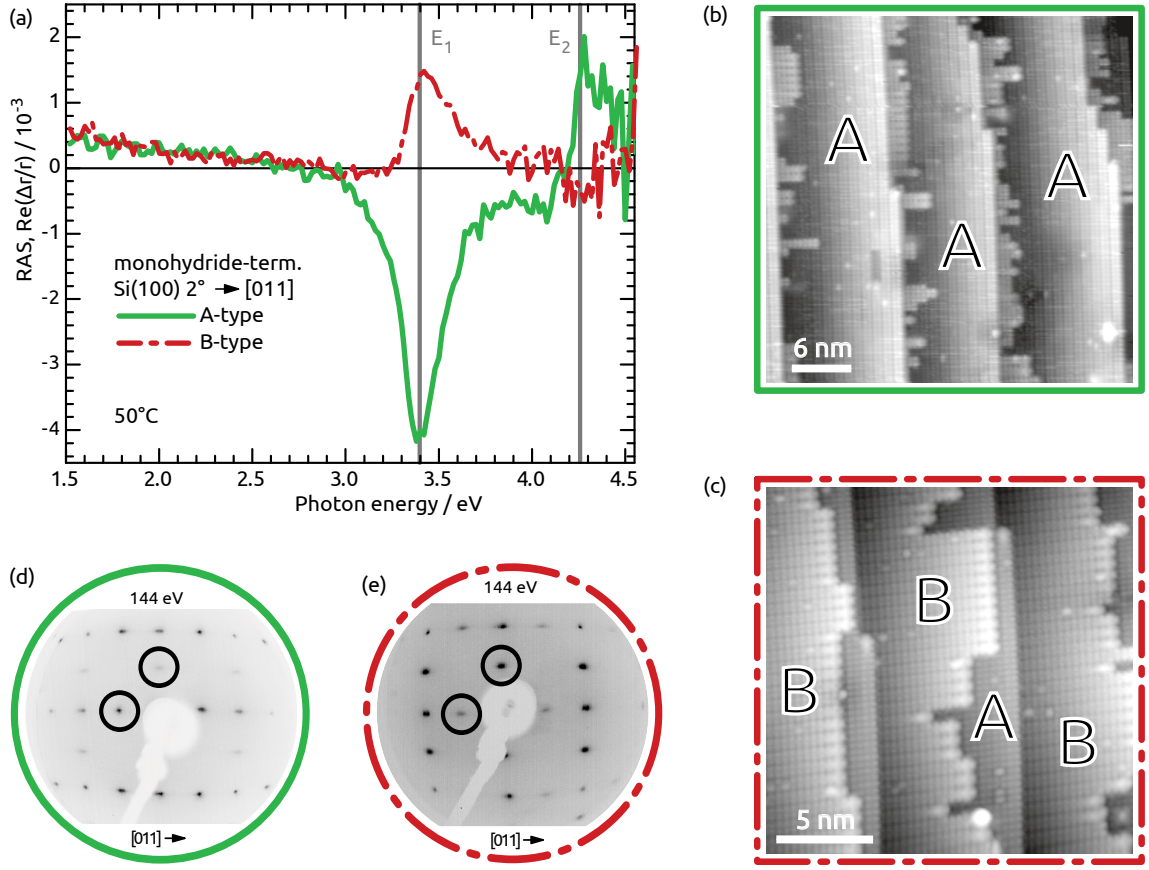 (a)
RAS, Re(Δr/r) / 10⁻³
2
1
0
-1
-2
-3
-4
E₁
E₂
monohydride-term.
Si(100) 2° → [011]
A-type
B-type
50°C
1.5 2.0 2.5 3.0 3.5 4.0 4.5
Photon energy / eV
(b)
A
A
A
6 nm
(c)
B
B
A
B
5 nm
(d)
144 eV
[011] →
(e)
144 eV
[011] →